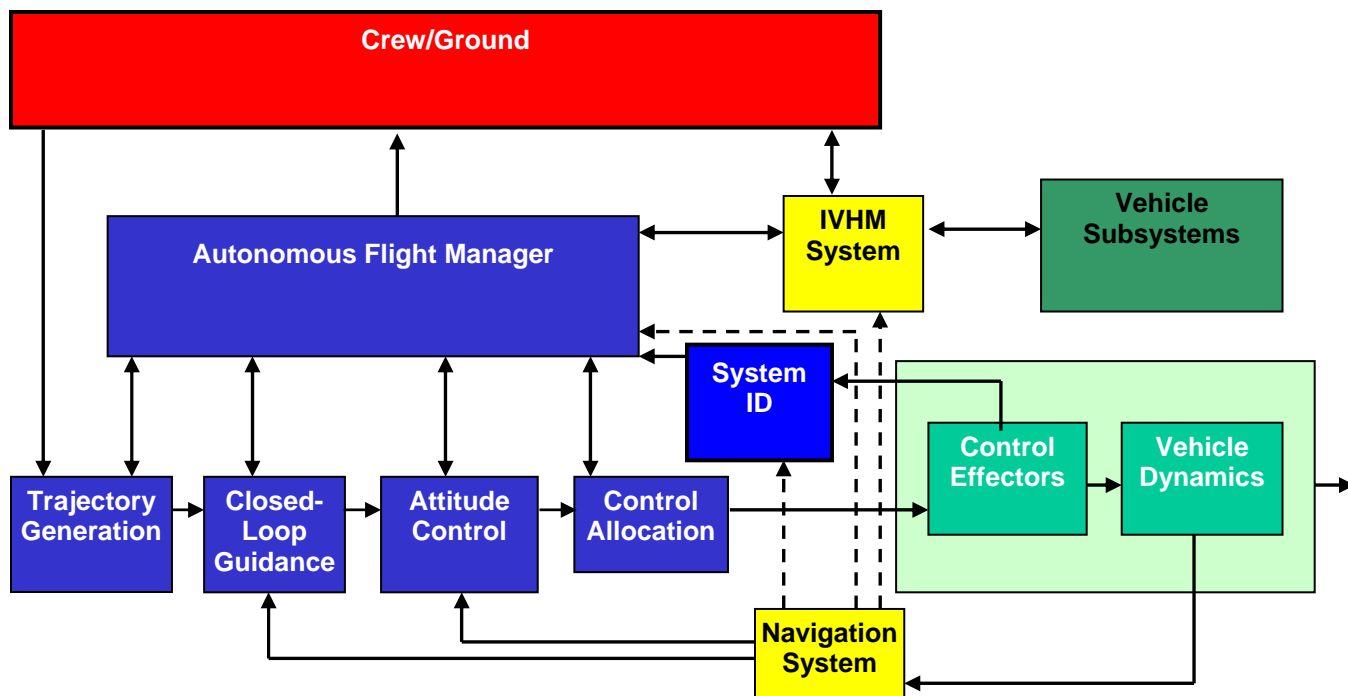 Crew/Ground
IVHM
System
Vehicle
Subsystems
Autonomous Flight Manager
System
ID
Control
Effectors
Vehicle
Dynamics
Trajectory
Generation
Closed-
Loop
Guidance
Attitude
Control
Control
Allocation
Navigation
System